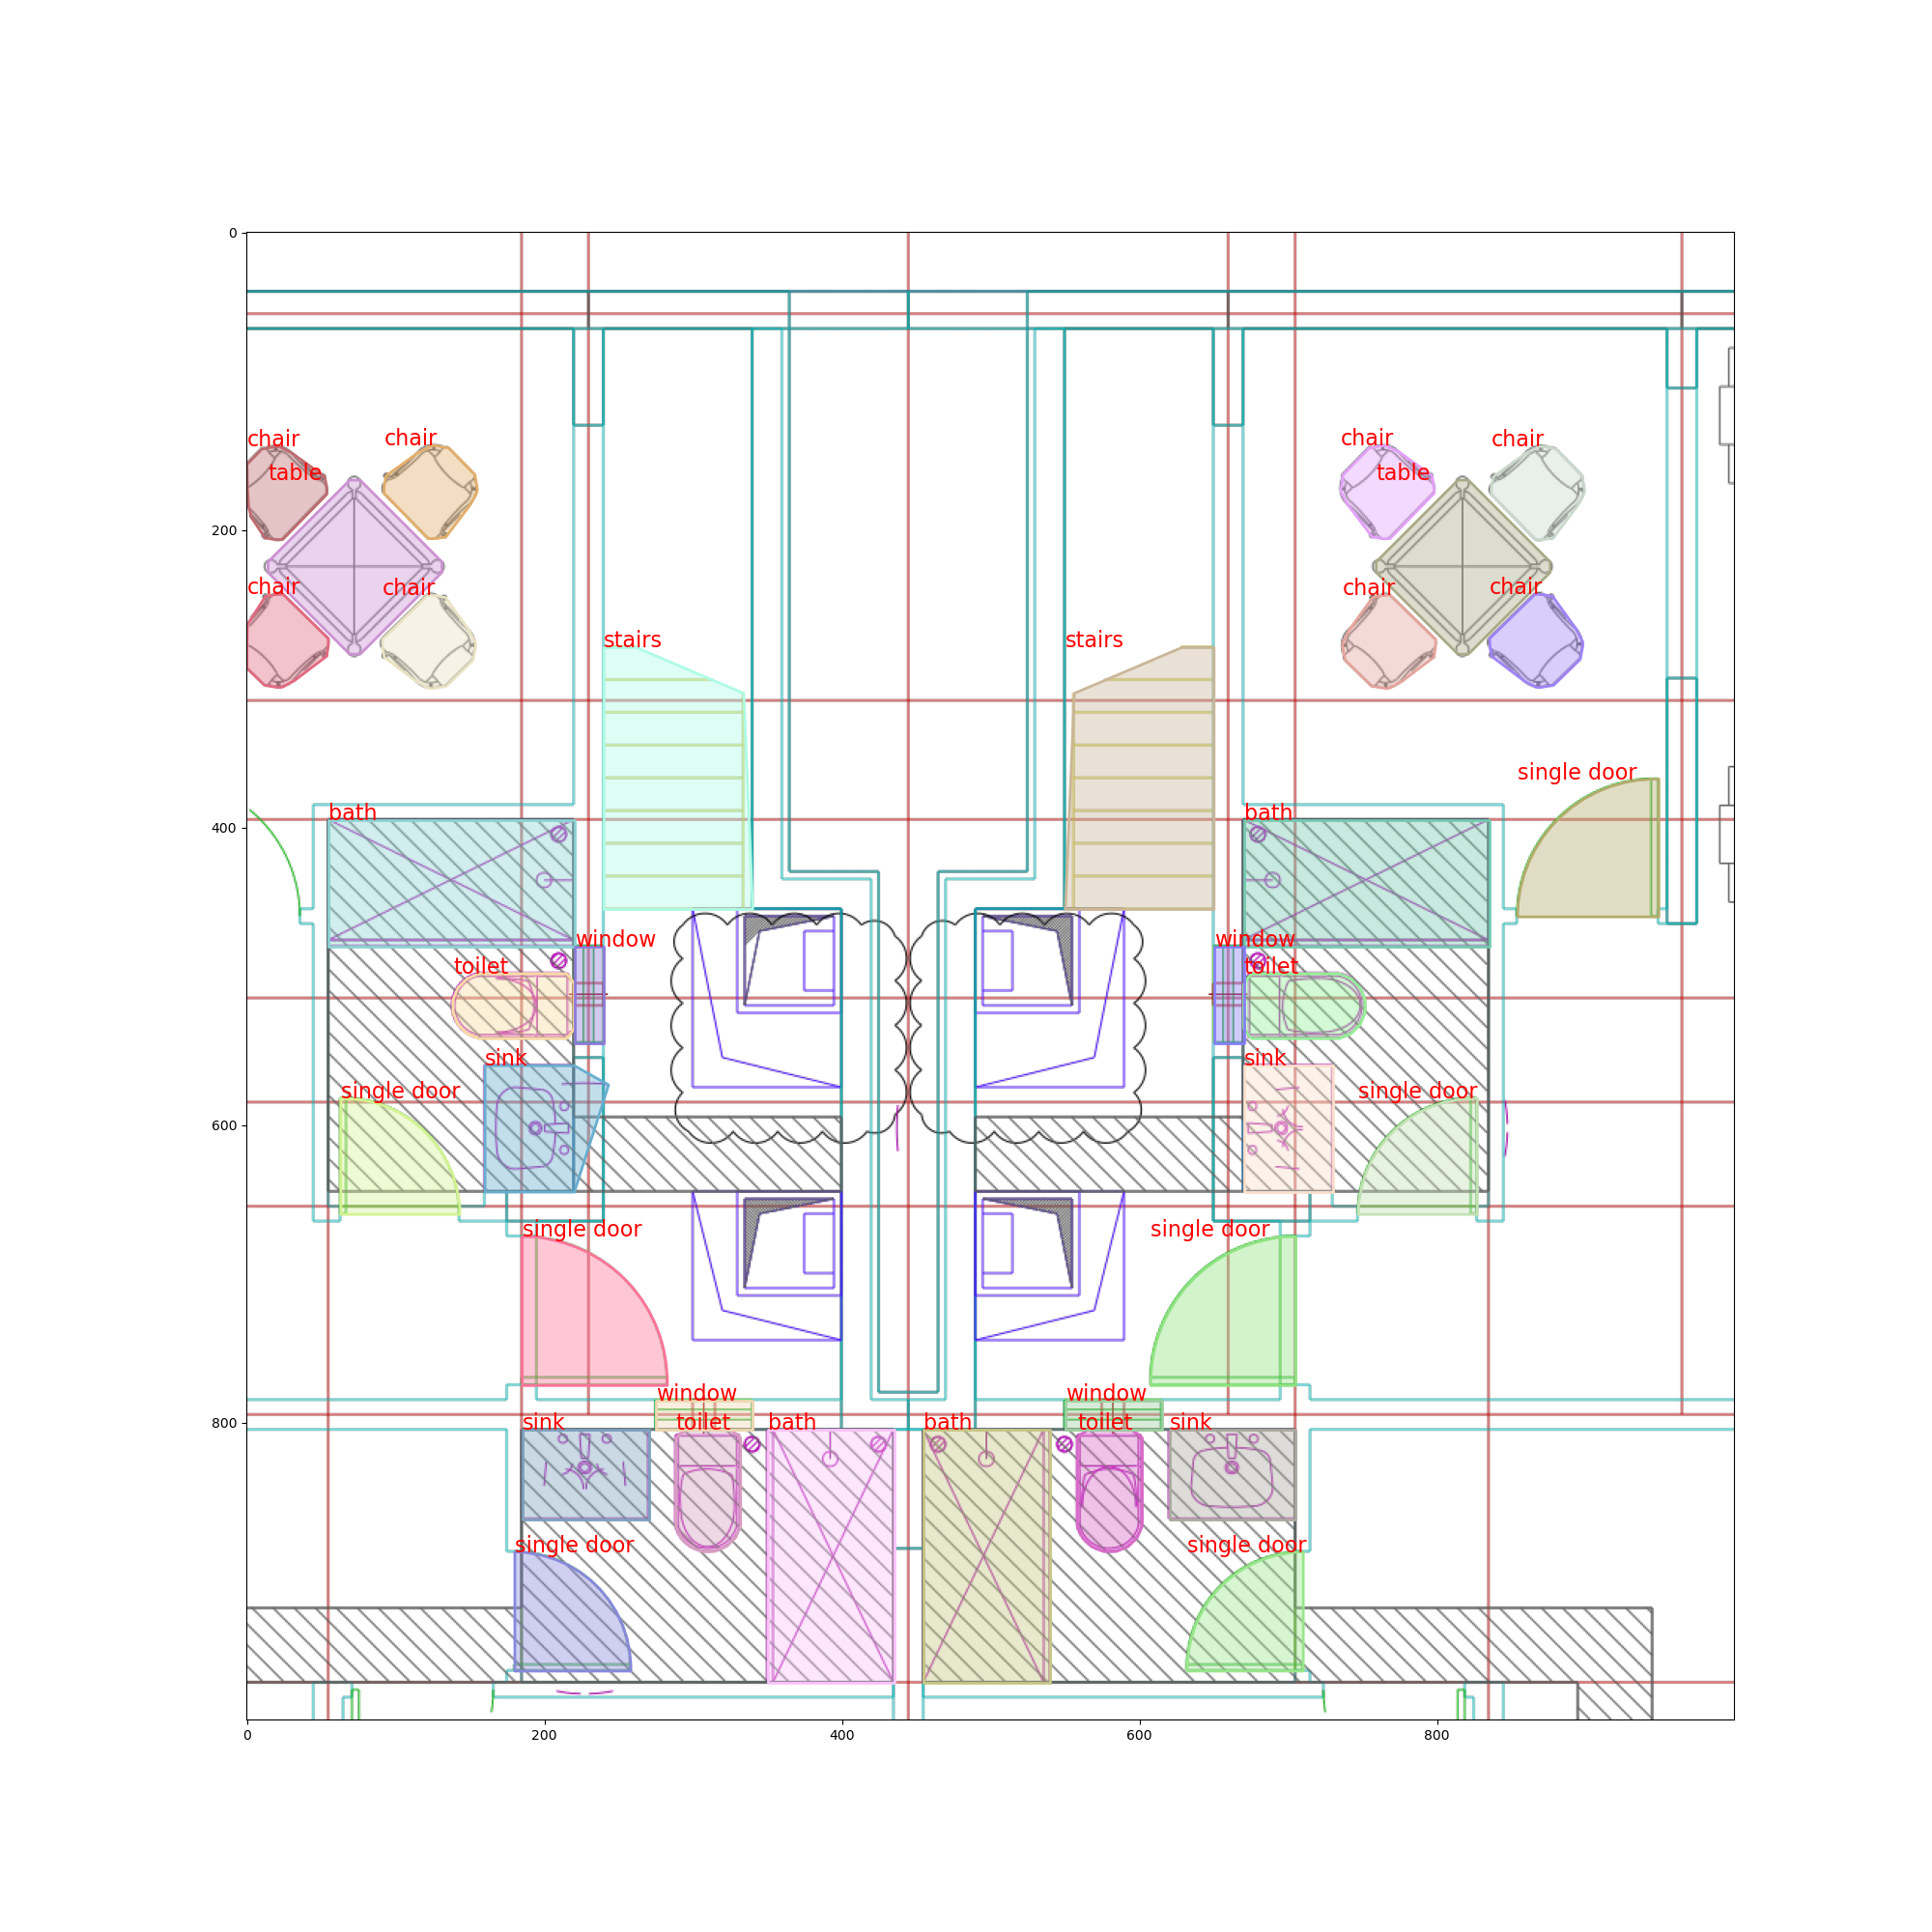 0
chair
chair
chair
chair
table
table
200
chair
chair
chair
chair
stairs
stairs
single door
bath
bath
400
window
window
toilet
toilet
sink
sink
single door
single door
600
single door
single door
window
window
800
sink
toilet
bath
bath
toilet
sink
single door
single door
0
200
400
600
800